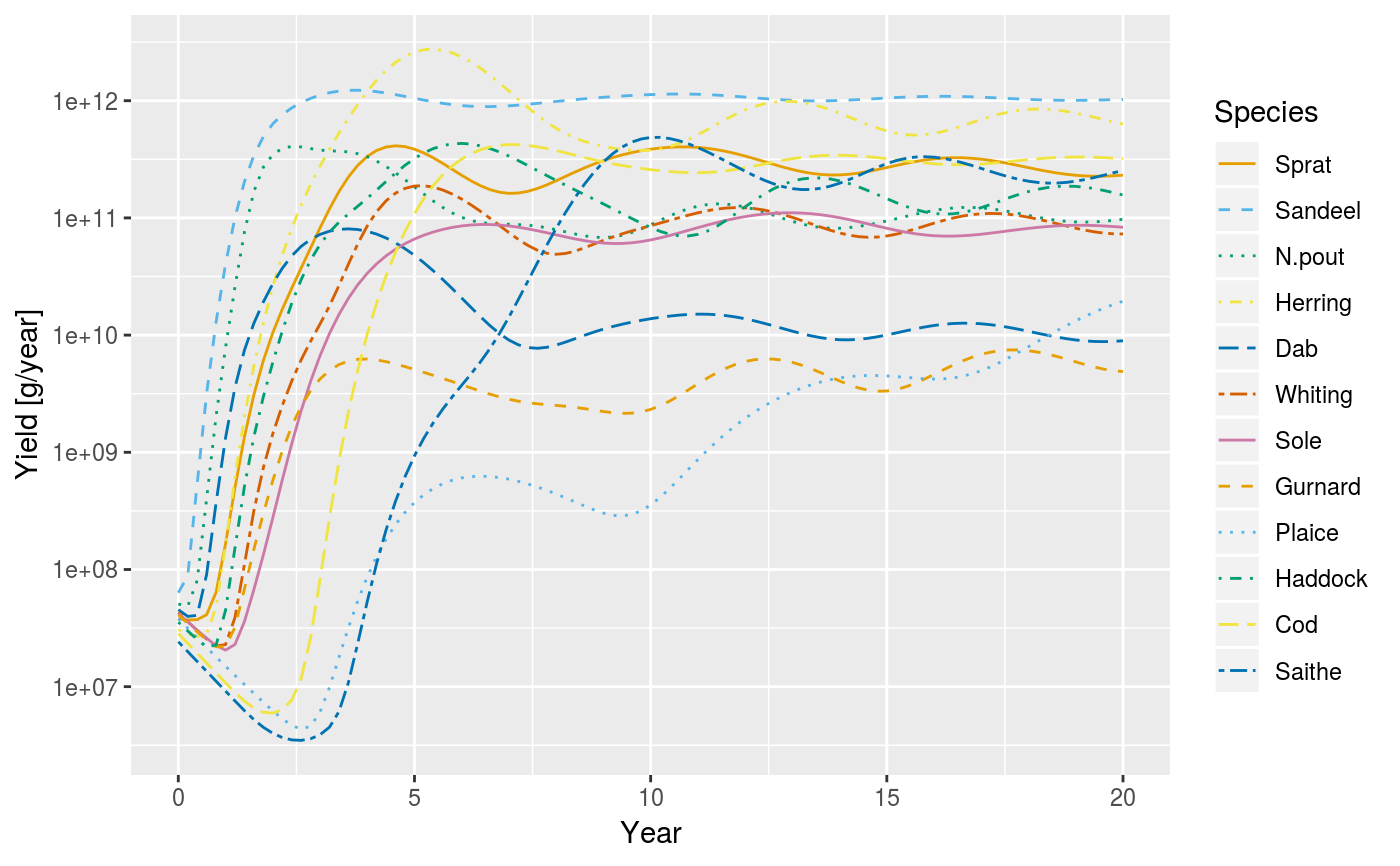 Yield [g/year]
1e+12
1e+11
1e+10
1e+09
1e+08
1e+07
0 5 10 15 20
Year
Species
Sprat
Sandeel
N.pout
Herring
Dab
Whiting
Sole
Gurnard
Plaice
Haddock
Cod
Saithe